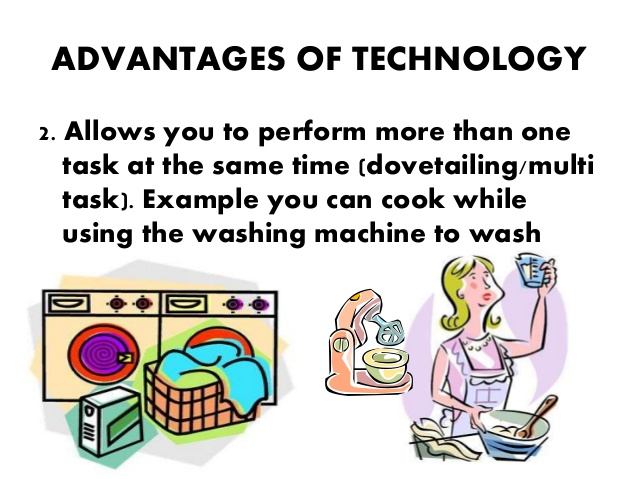 ADVANTAGES OF TECHNOLOGY
2. Allows you to perform more than one
task at the same time (dovetailing/multi
task). Example you can cook while
using the washing machine to wash